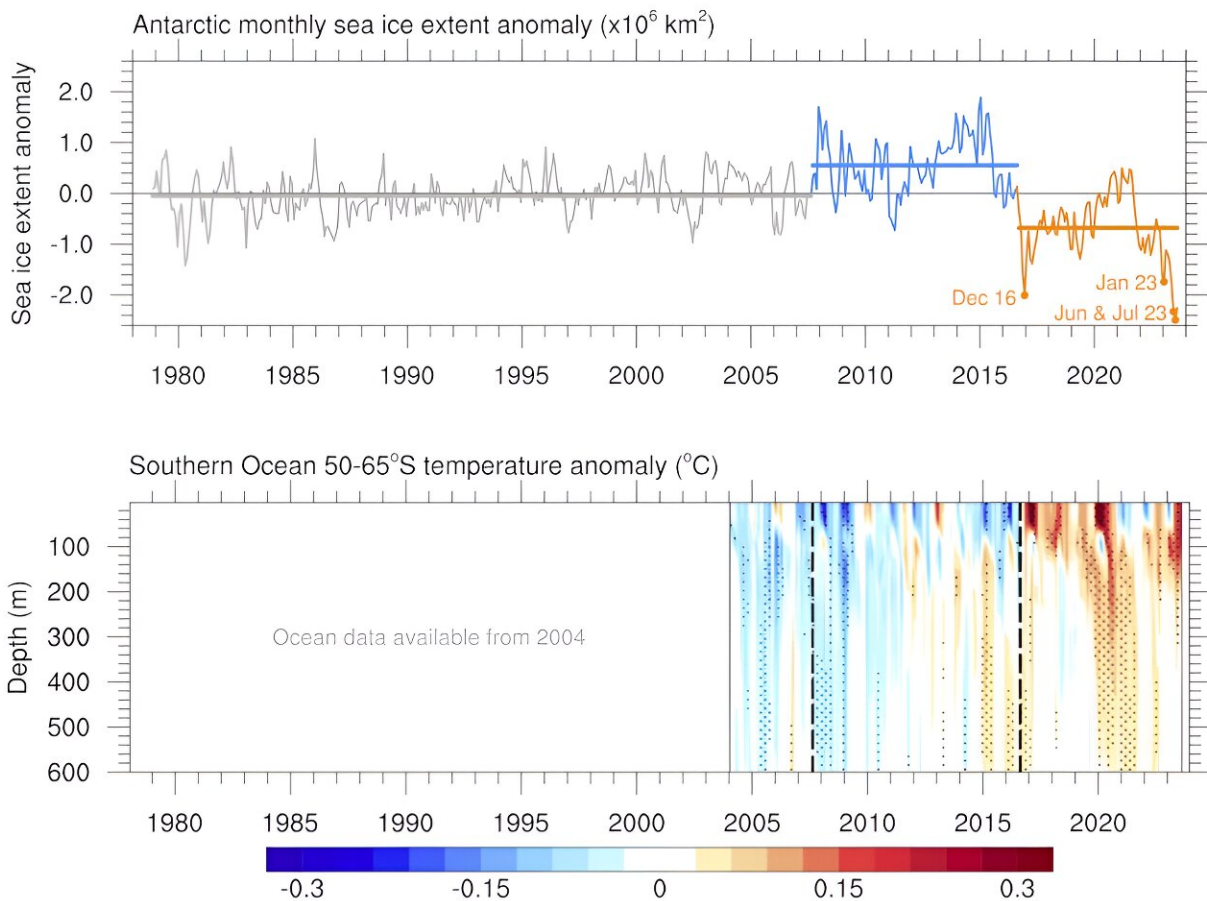 Antarctic monthly sea ice extent anomaly (x10⁶ km²)
Sea ice extent anomaly
2.0
1.0
0.0
-1.0
-2.0
Dec 16
Jan 23
Jun & Jul 23
1980 1985 1990 1995 2000 2005 2010 2015 2020
Southern Ocean 50-65°S temperature anomaly (°C)
Depth (m)
100
200
300
400
500
600
Ocean data available from 2004
1980 1985 1990 1995 2000 2005 2010 2015 2020
-0.3 -0.15 0 0.15 0.3